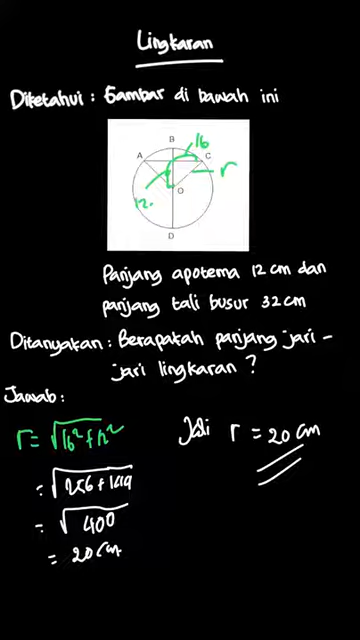 Lingkaran
Diketahui : Gambar di bawah ini
B
16
A
C
r
12
O
D
Panjang apotema 12 cm dan
panjang tali busur 32 cm
Ditanyakan : Berapakah panjang jari-
jari lingkaran ?
Jawab :
r = √16² + 12²
= √256 + 144
= √400
= 20 cm
Jadi r = 20 cm